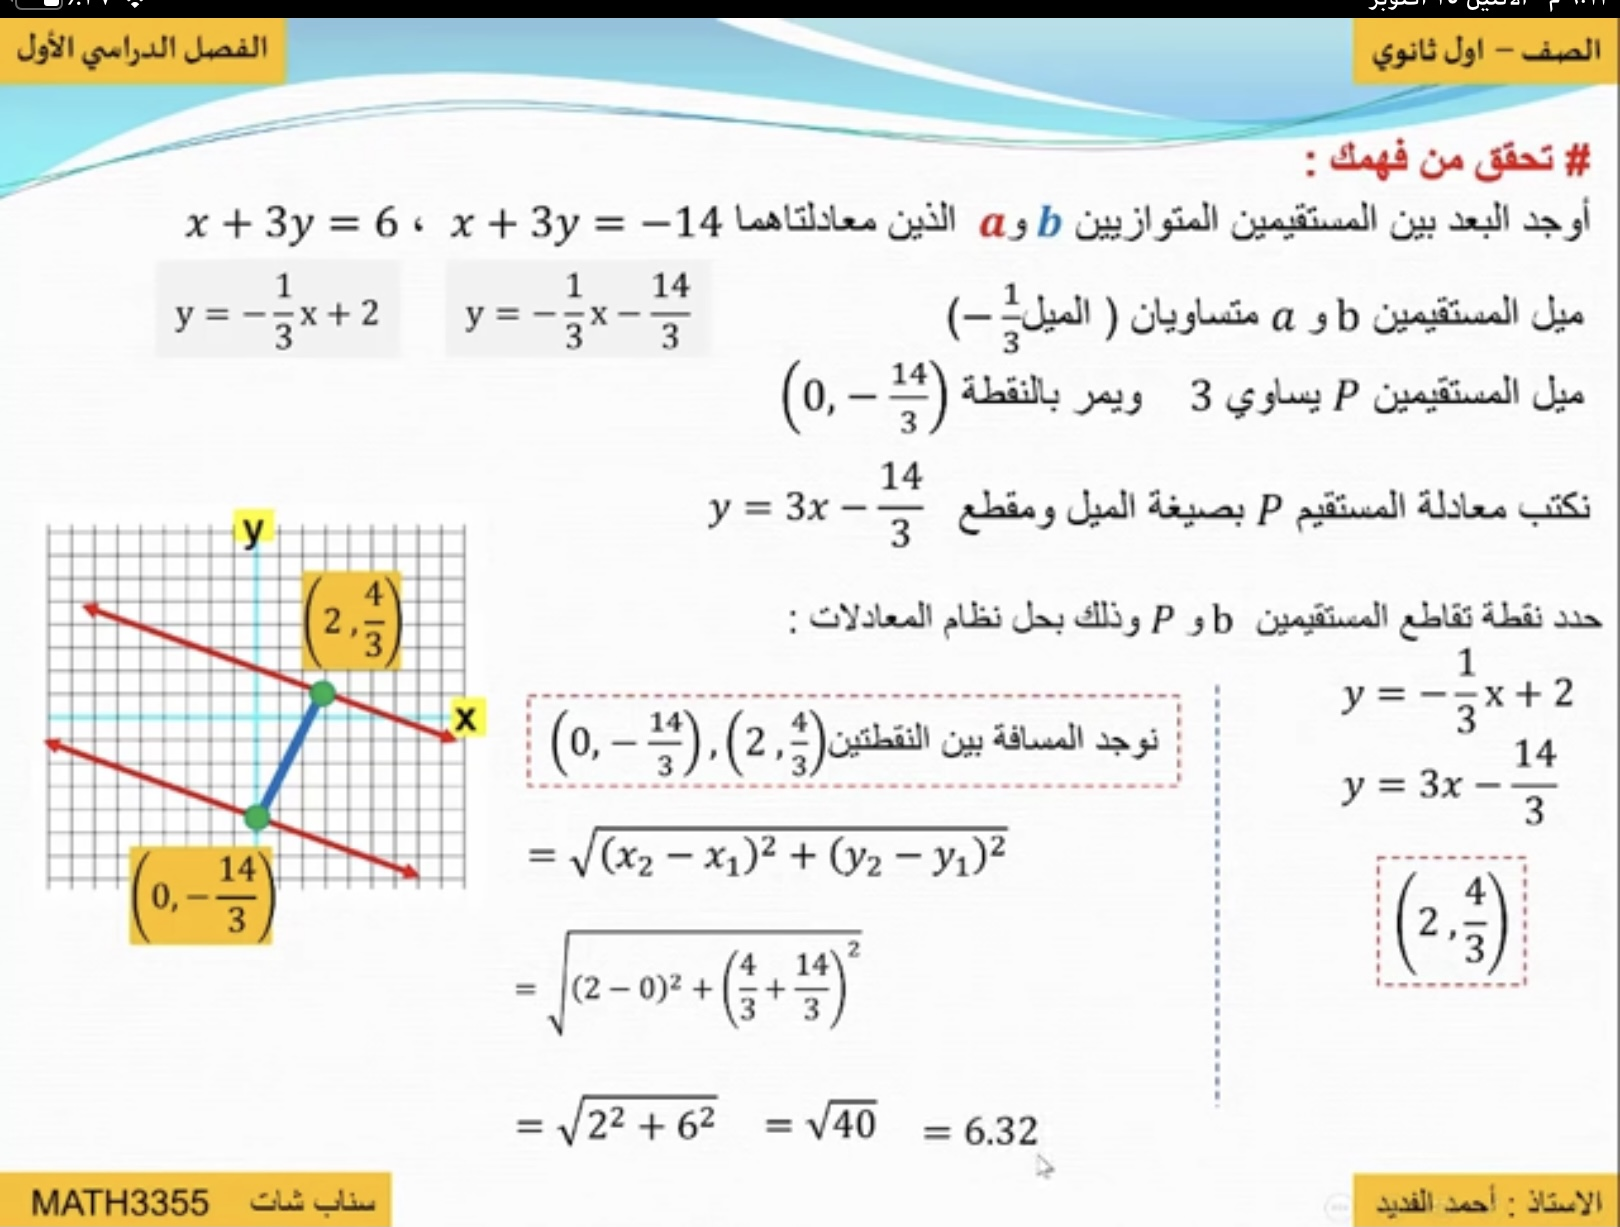 الصف – اول ثانوي
الفصل الدراسي الأول
# تحقق من فهمك :
أوجد البعد بين المستقيمين المتوازيين b و a الذين معادلتاهما x + 3y = 6 ، x + 3y = −14
y = −1/3 x + 2
y = −1/3 x − 14/3
ميل المستقيمين b و a متساويان ( الميل −1/3)
ميل المستقيمين P يساوي 3 ويمر بالنقطة (0, −14/3)
نكتب معادلة المستقيم P بصيغة الميل ومقطع y = 3x − 14/3
حدد نقطة تقاطع المستقيمين b و P وذلك بحل نظام المعادلات :
y = −1/3 x + 2
y = 3x − 14/3
(2 , 4/3)
نوجد المسافة بين النقطتين (2 , 4/3) , (0, −14/3)
= √((x₂ − x₁)² + (y₂ − y₁)²)
= √((2 − 0)² + (4/3 + 14/3)²)
= √(2² + 6²) = √40 = 6.32
y
(2 , 4/3)
x
(0, −14/3)
الاستاذ : أحمد الفديد
سناب شات MATH3355